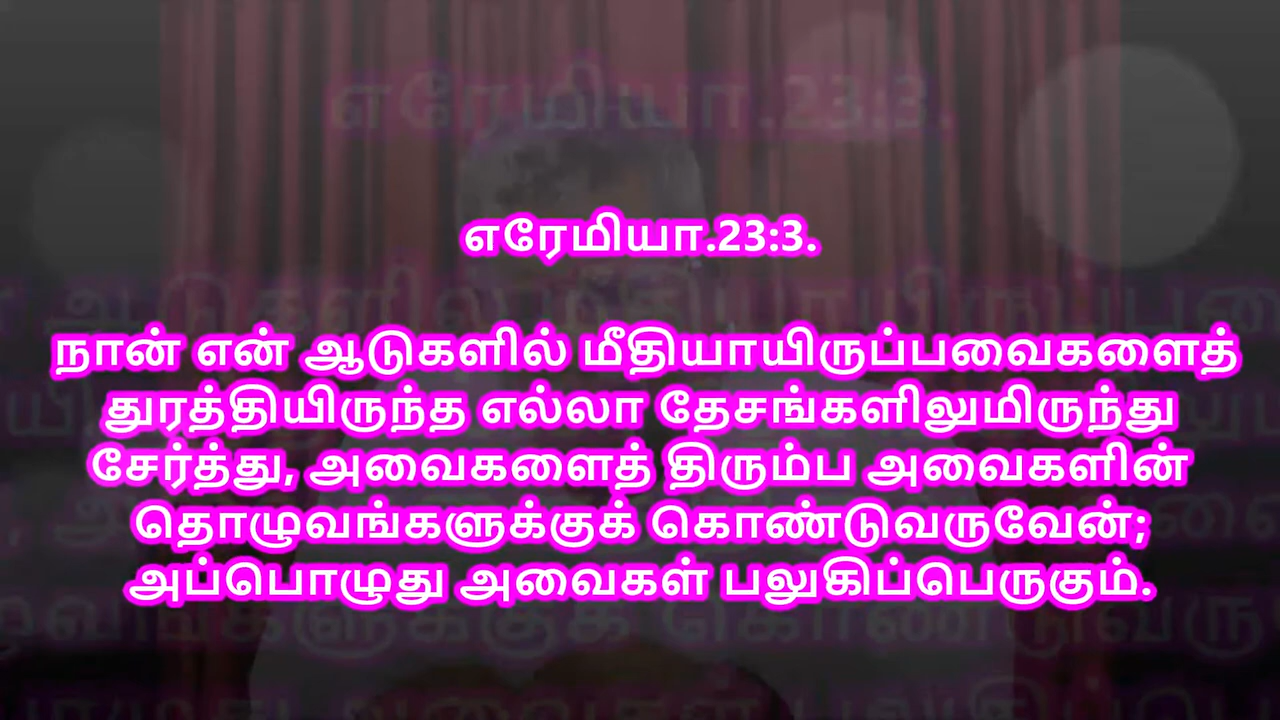 எரேமியா.23:3.
நான் என் ஆடுகளில் மீதியாயிருப்பவைகளைத்
துரத்தியிருந்த எல்லா தேசங்களிலுமிருந்து
சேர்த்து, அவைகளைத் திரும்ப அவைகளின்
தொழுவங்களுக்குக் கொண்டுவருவேன்;
அப்பொழுது அவைகள் பலுகிப்பெருகும்.